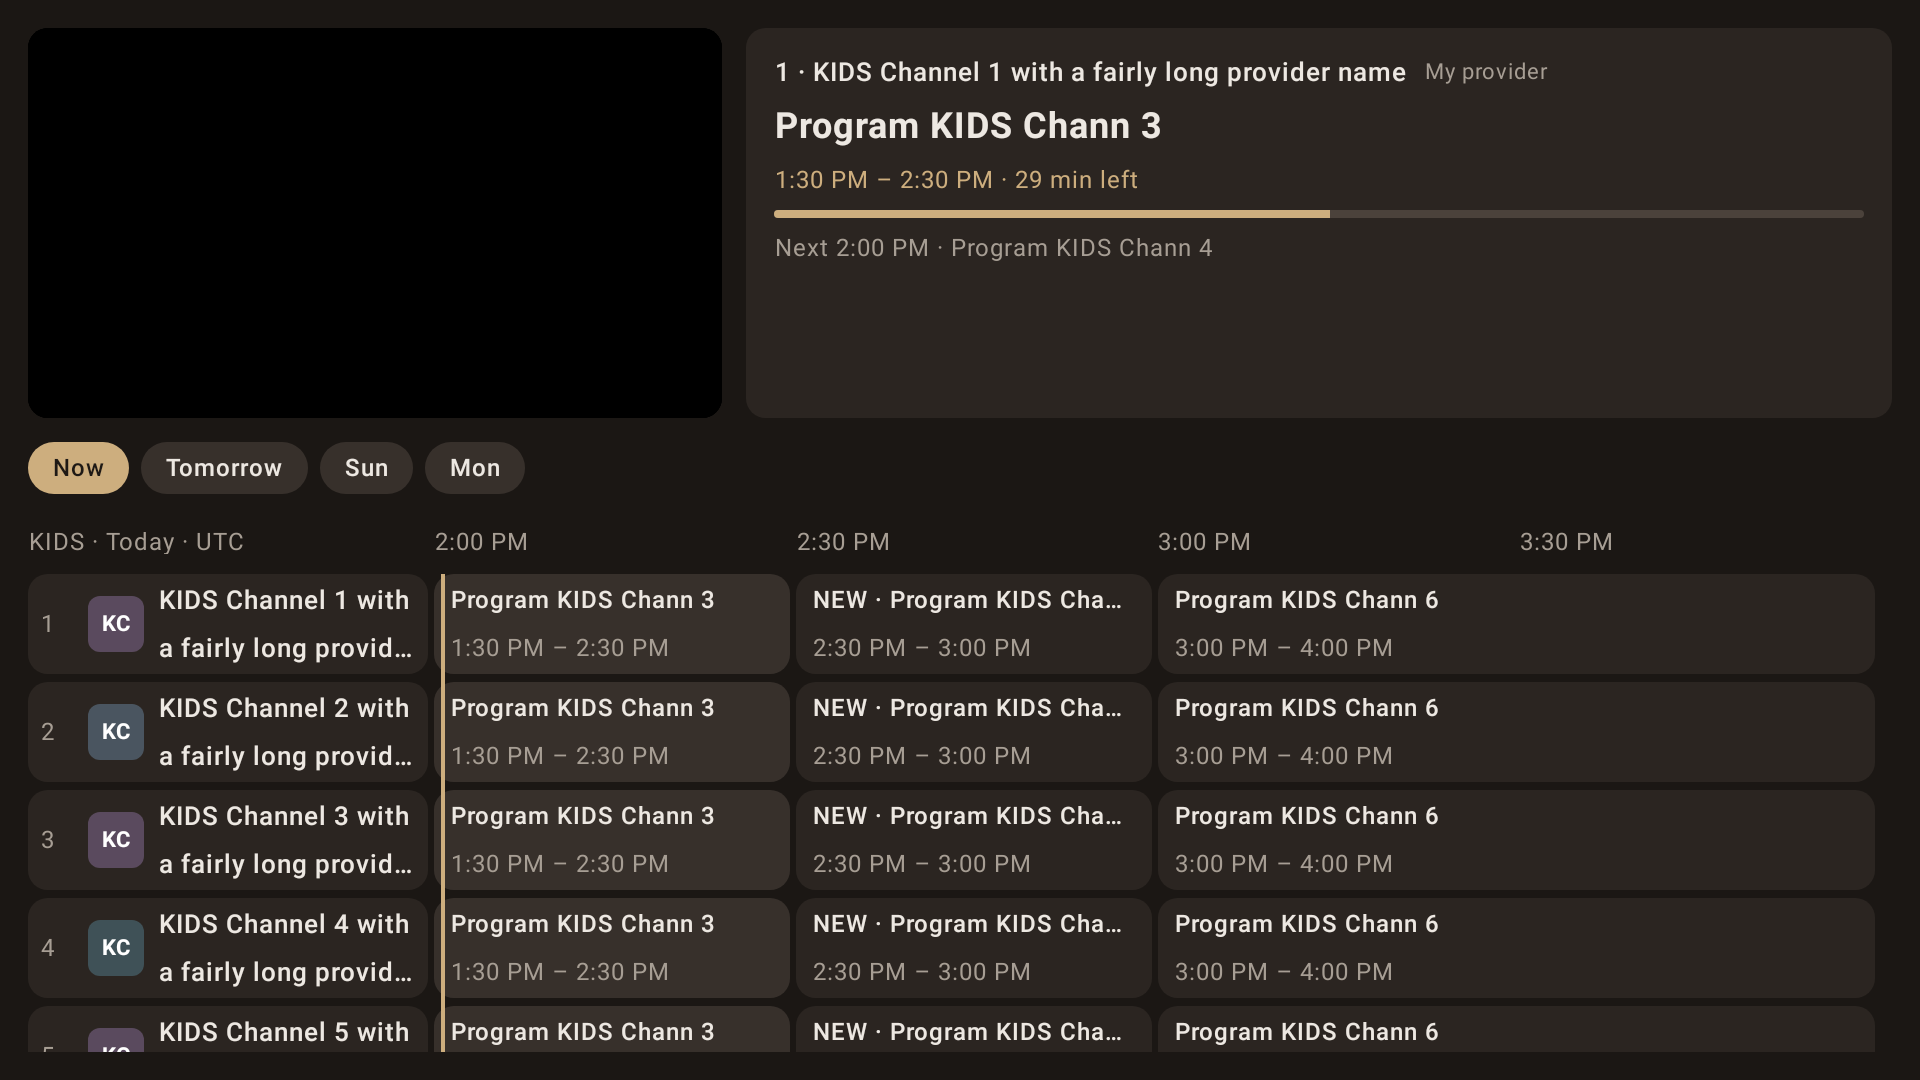 1 · KIDS Channel 1 with a fairly long provider name My provider
Program KIDS Chann 3
1:30 PM – 2:30 PM · 29 min left
Next 2:00 PM · Program KIDS Chann 4
Now Tomorrow Sun Mon
KIDS · Today · UTC 2:00 PM 2:30 PM 3:00 PM 3:30 PM
1 KC KIDS Channel 1 with
a fairly long provid…
Program KIDS Chann 3
1:30 PM – 2:30 PM
NEW · Program KIDS Cha…
2:30 PM – 3:00 PM
Program KIDS Chann 6
3:00 PM – 4:00 PM
2 KC KIDS Channel 2 with
a fairly long provid…
Program KIDS Chann 3
1:30 PM – 2:30 PM
NEW · Program KIDS Cha…
2:30 PM – 3:00 PM
Program KIDS Chann 6
3:00 PM – 4:00 PM
3 KC KIDS Channel 3 with
a fairly long provid…
Program KIDS Chann 3
1:30 PM – 2:30 PM
NEW · Program KIDS Cha…
2:30 PM – 3:00 PM
Program KIDS Chann 6
3:00 PM – 4:00 PM
4 KC KIDS Channel 4 with
a fairly long provid…
Program KIDS Chann 3
1:30 PM – 2:30 PM
NEW · Program KIDS Cha…
2:30 PM – 3:00 PM
Program KIDS Chann 6
3:00 PM – 4:00 PM
5 KC KIDS Channel 5 with
Program KIDS Chann 3
NEW · Program KIDS Cha…
Program KIDS Chann 6